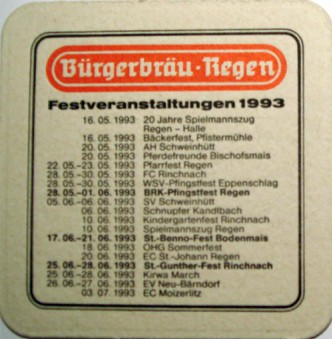 Bürgerbräu-Regen
Festveranstaltungen 1993
16. 05. 1993 20 Jahre Spielmannszug
Regen – Halle
16. 05. 1993 Bäckerfest, Pfistermühle
20. 05. 1993 AH Schweinhütt
20. 05. 1993 Pferdefreunde Bischofsmais
22. 05.–23. 05. 1993 Pfarrfest Regen
28. 05.–30. 05. 1993 FC Rinchnach
28. 05.–30. 05. 1993 WSV-Pfingstfest Eppenschlag
28. 05.–01. 06. 1993 BRK-Pfingstfest Regen
05. 06.–06. 06. 1993 SV Schweinhütt
06. 06. 1993 Schnupfer Kandlbach
10. 06. 1993 Kindergartenfest Rinchnach
10. 06. 1993 Spielmannszug Regen
17. 06.–21. 06. 1993 St.-Benno-Fest Bodenmais
18. 06. 1993 OHG Sommerfest
20. 06. 1993 EC St.-Johann Regen
25. 06.–28. 06. 1993 St.-Gunther-Fest Rinchnach
25. 06.–28. 06. 1993 Kirwa March
26. 06.–27. 06. 1993 EV Neu-Bärndorf
03. 07. 1993 EC Moizerlitz